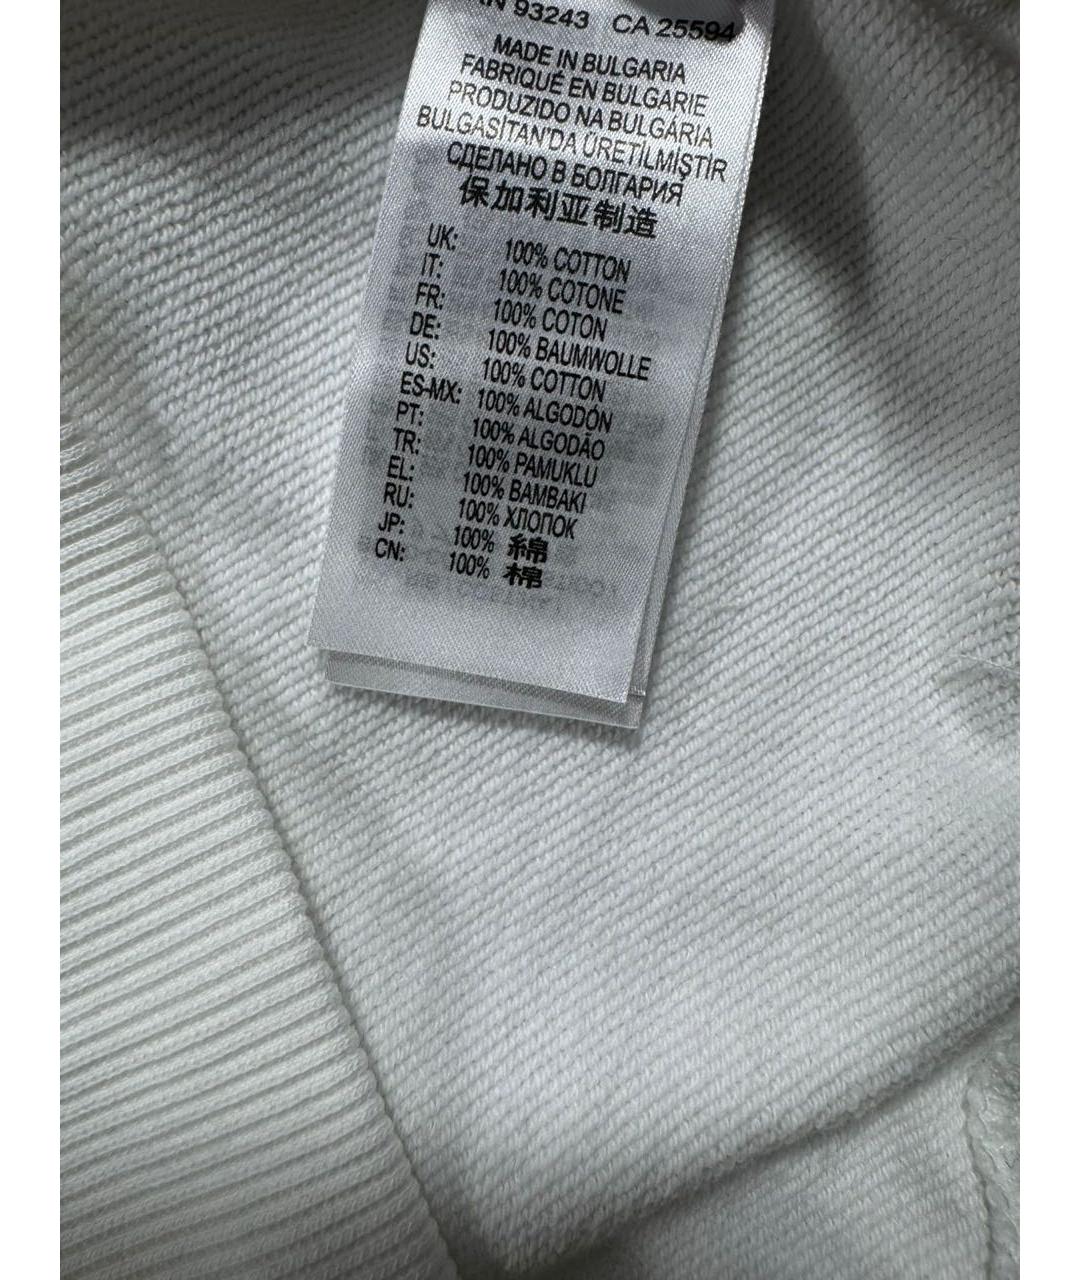 RN 93243 CA 25594
MADE IN BULGARIA
FABRIQUÉ EN BULGARIE
PRODUZIDO NA BULGÁRIA
BULGASİTAN'DA ÜRETİLMİŞTİR
СДЕЛАНО В БОЛГАРИЯ
保加利亚制造
UK: 100% COTTON
IT: 100% COTONE
FR: 100% COTON
DE: 100% BAUMWOLLE
US: 100% COTTON
ES-MX: 100% ALGODÓN
PT: 100% ALGODÃO
TR: 100% PAMUKLU
EL: 100% BAMBAKI
RU: 100% ХЛОПОК
JP: 100% 綿
CN: 100% 棉